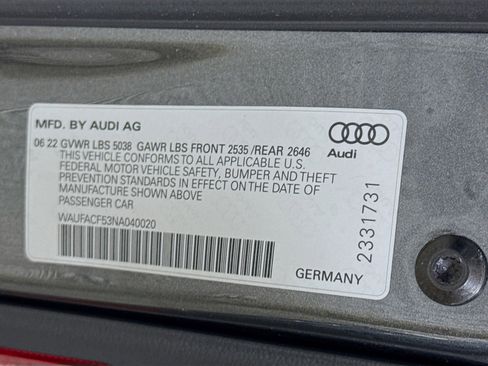 MFD. BY AUDI AG
06 22 GVWR LBS 5038 GAWR LBS FRONT 2535 /REAR 2646
THIS VEHICLE CONFORMS TO ALL APPLICABLE U.S.
FEDERAL MOTOR VEHICLE SAFETY, BUMPER AND THEFT
PREVENTION STANDARDS IN EFFECT ON THE DATE OF
MANUFACTURE SHOWN ABOVE
PASSENGER CAR
WAUFACF53NA040020
Audi
2331731
GERMANY